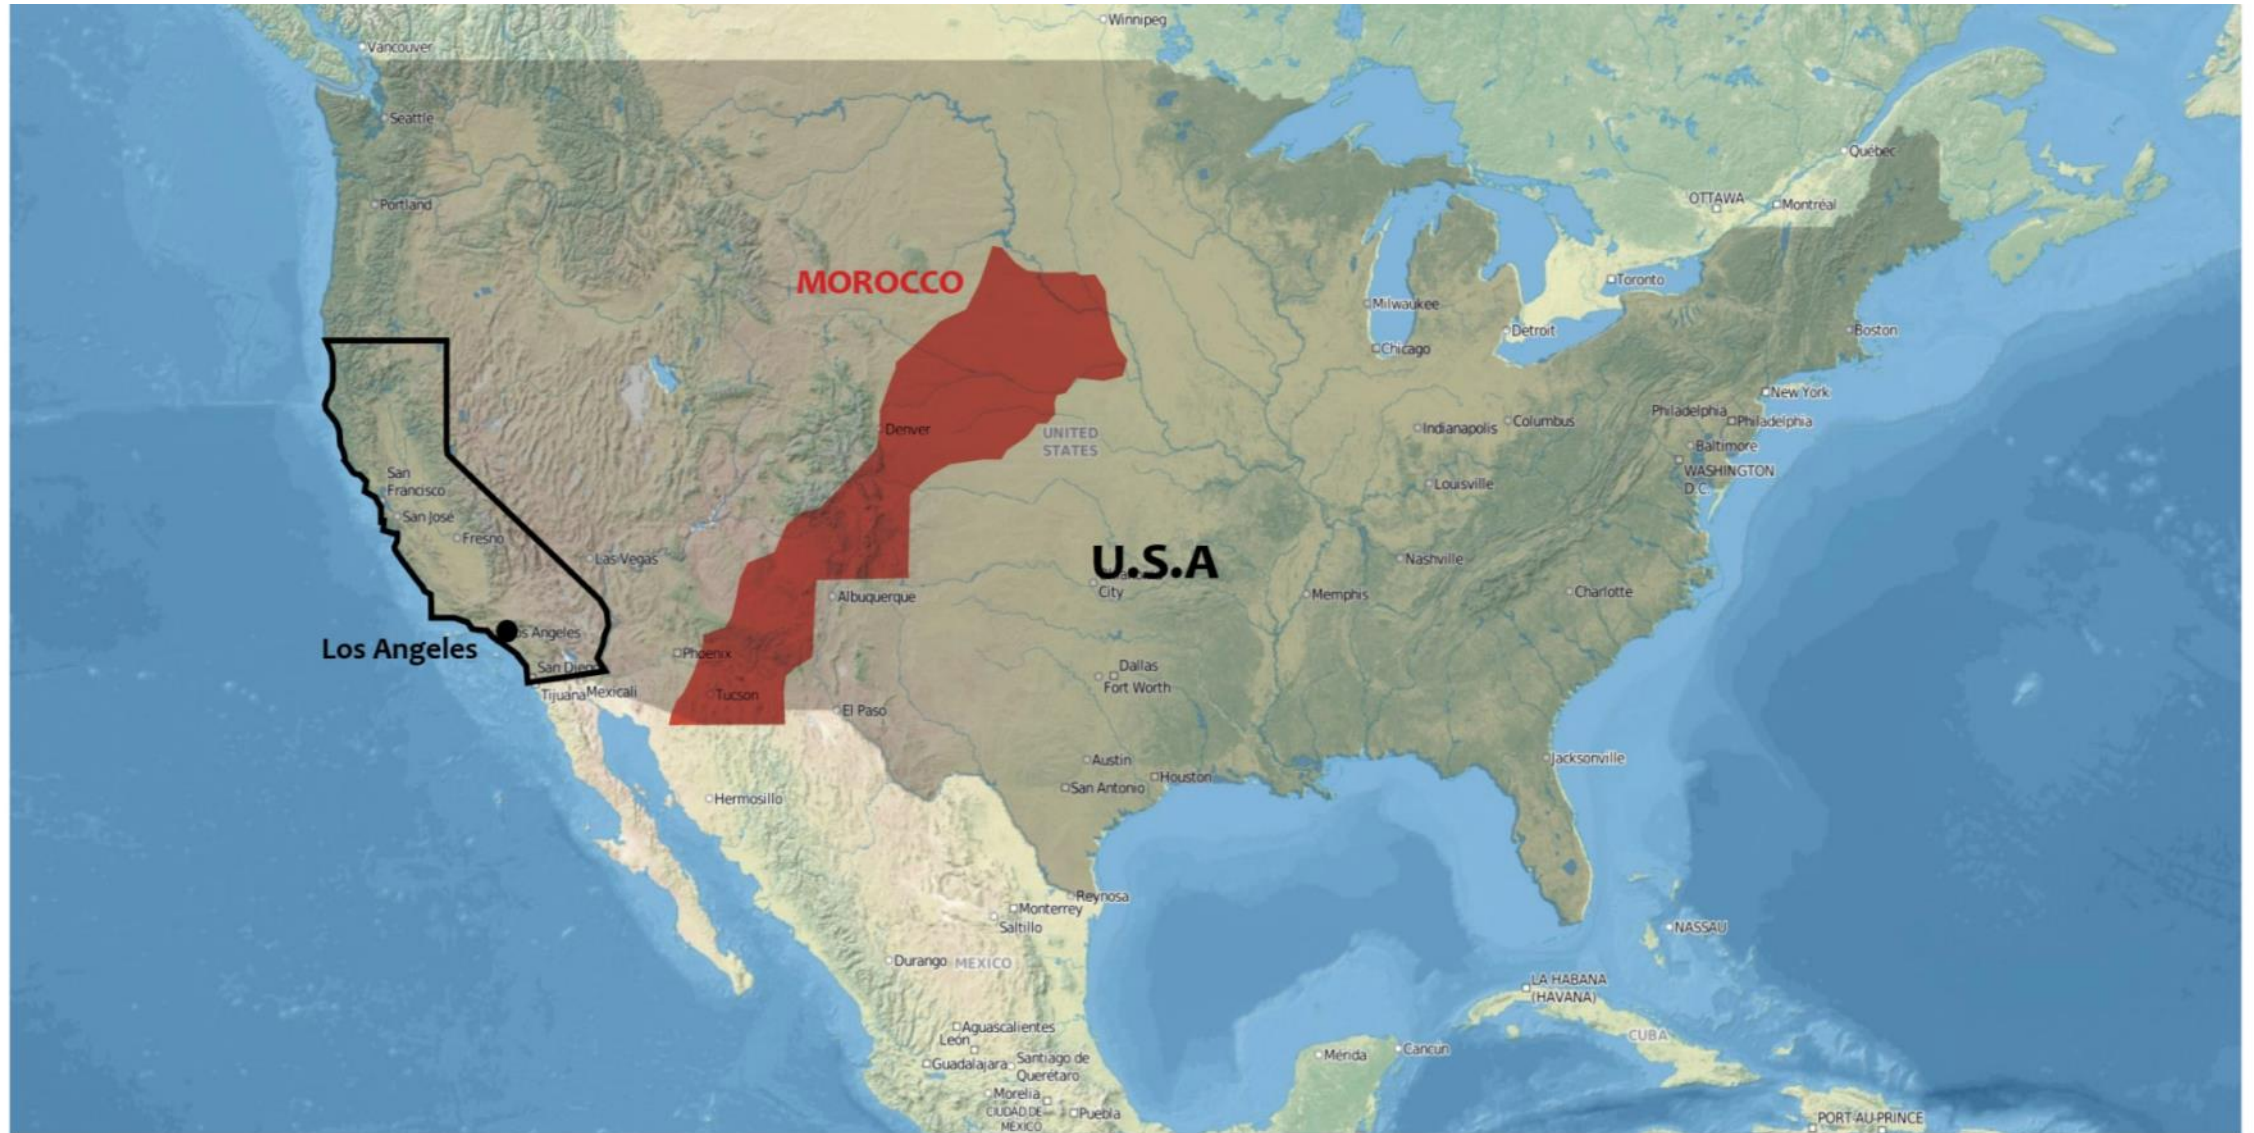 Winnipeg
Vancouver
Seattle
Québec
OTTAWA
Montréal
Portland
Toronto
MOROCCO
Milwaukee
Detroit
Boston
Chicago
New York
Philadelphia
Philadelphia
Columbus
Indianapolis
Denver
UNITED
STATES
Baltimore
WASHINGTON
D.C.
San
Francisco
Louisville
San José
Fresno
Las Vegas
Nashville
U.S.A
City
Albuquerque
Memphis
Charlotte
Los Angeles
os Angeles
Phoenix
San Diego
Dallas
Fort Worth
Tijuana
Mexicali
Tucson
El Paso
Austin
Jacksonville
Houston
San Antonio
Hermosillo
Reynosa
Monterrey
Saltillo
NASSAU
Durango
MEXICO
LA HABANA
(HAVANA)
Aguascalientes
León
CUBA
Guadalajara
Santiago de
Querétaro
Mérida
Cancun
Morelia
CIUDAD DE
MEXICO
Puebla
PORT-AU-PRINCE